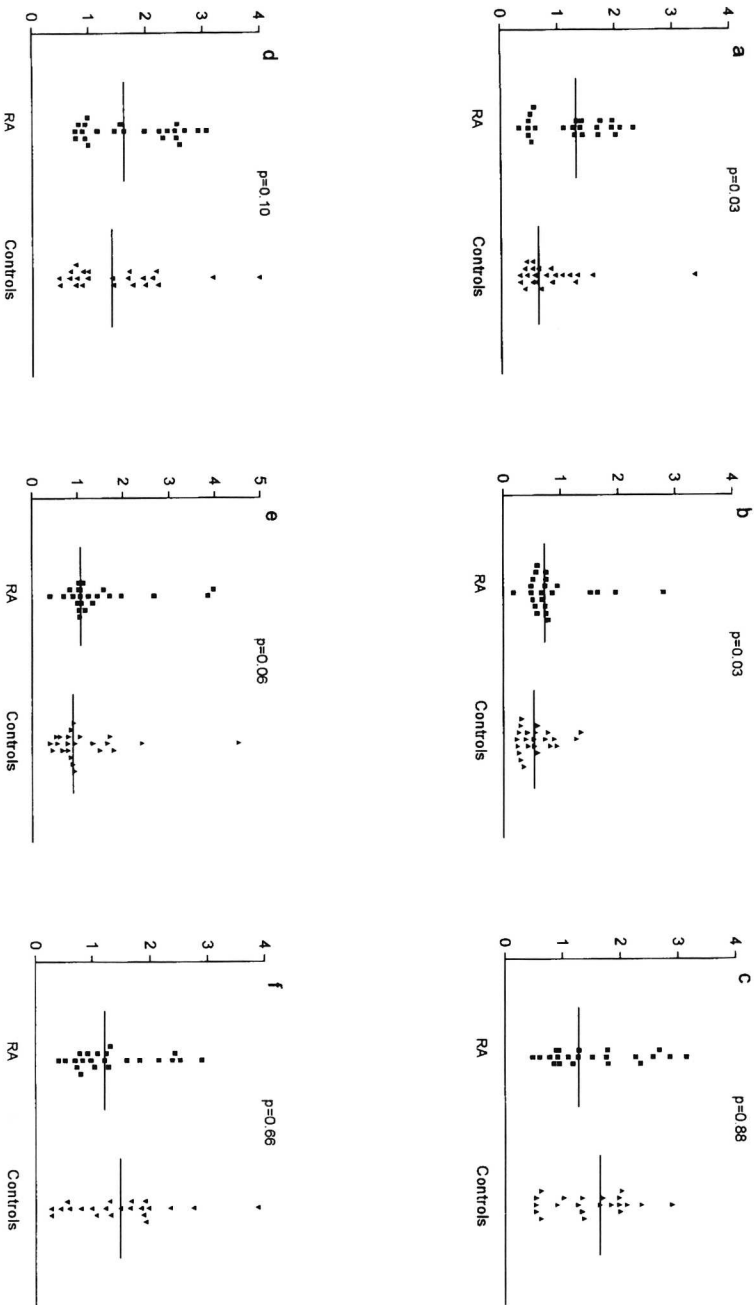 a
4
3
2
1
0
p=0.03
RA
Controls
b
4
3
2
1
0
p=0.03
RA
Controls
c
4
3
2
1
0
p=0.88
RA
Controls
d
4
3
2
1
0
p=0.10
RA
Controls
e
5
4
3
2
1
0
p=0.06
RA
Controls
f
4
3
2
1
0
p=0.66
RA
Controls